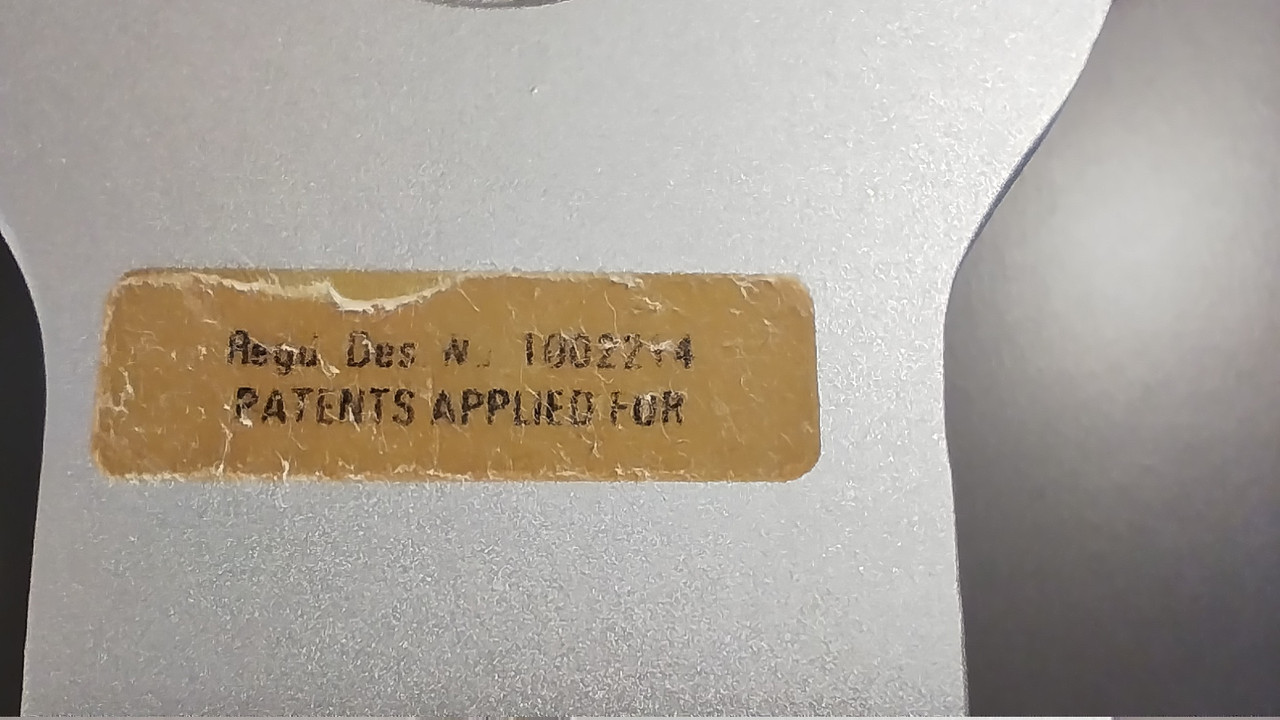 Regd Des
PATENTS APPLIED FOR